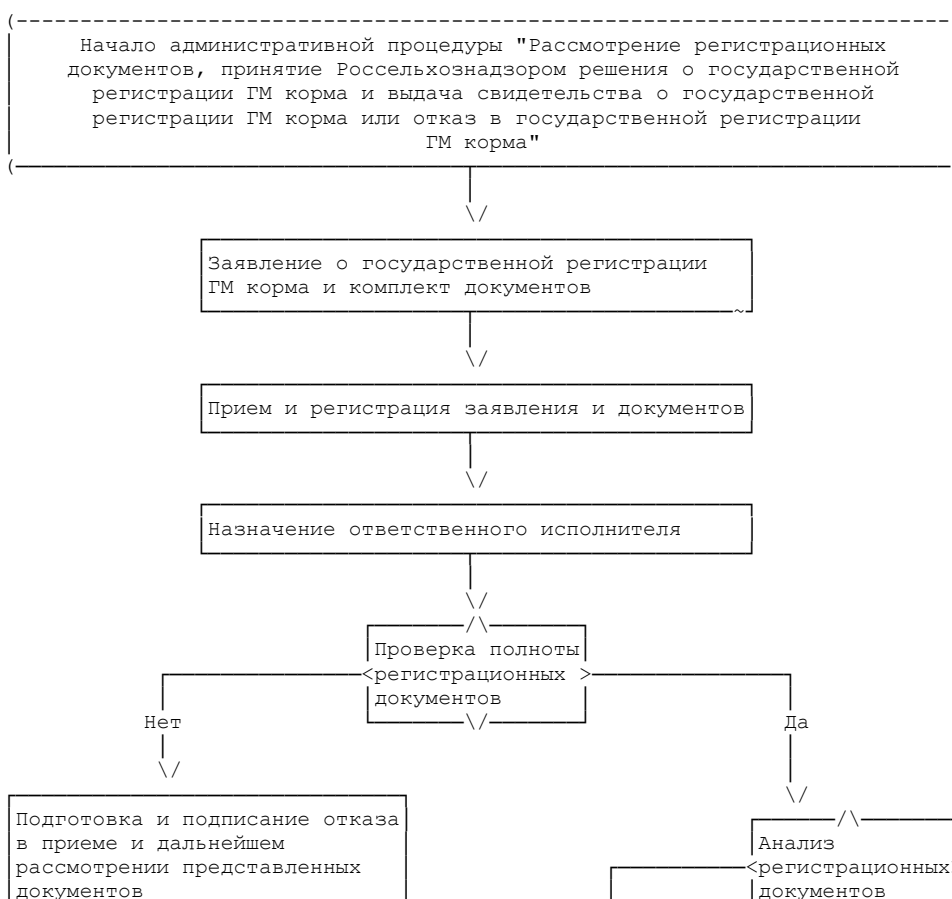 Начало административной процедуры "Рассмотрение регистрационных
документов, принятие Россельхознадзором решения о государственной
регистрации ГМ корма и выдача свидетельства о государственной
регистрации ГМ корма или отказ в государственной регистрации
ГМ корма"
Заявление о государственной регистрации
ГМ корма и комплект документов
Прием и регистрация заявления и документов
Назначение ответственного исполнителя
Проверка полноты
регистрационных
документов
Нет
Да
Подготовка и подписание отказа
в приеме и дальнейшем
рассмотрении представленных
документов
Анализ
регистрационных
документов